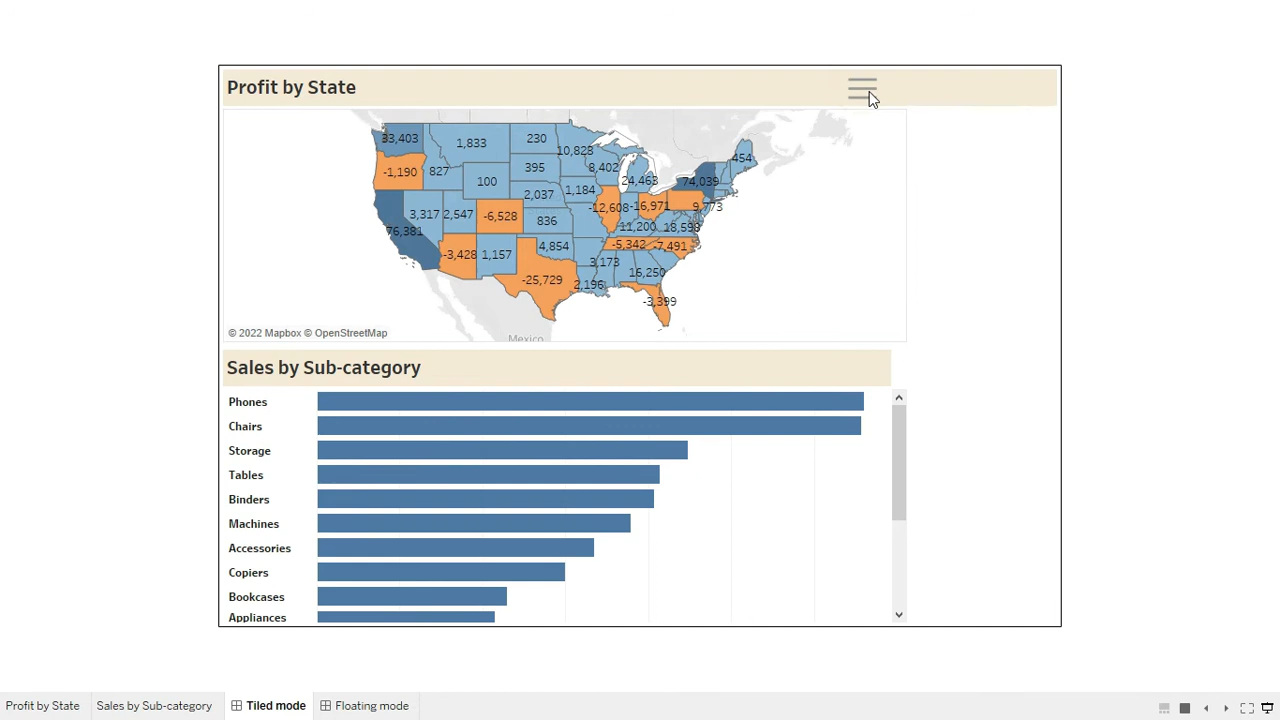 Profit by State
33,403
1,833
230
10,823
454
-1,190
827
100
395
8,402
24,463
74,039
2,037
1,184
-12,608
-16,971
9,773
76,381
3,317
2,547
-6,528
836
11,200
18,598
-3,428
1,157
4,854
-5,342
-7,491
3,173
16,250
-25,729
2,196
-3,399
© 2022 Mapbox © OpenStreetMap
Mexico
Sales by Sub-category
Phones
Chairs
Storage
Tables
Binders
Machines
Accessories
Copiers
Bookcases
Appliances
Profit by State Sales by Sub-category Tiled mode Floating mode